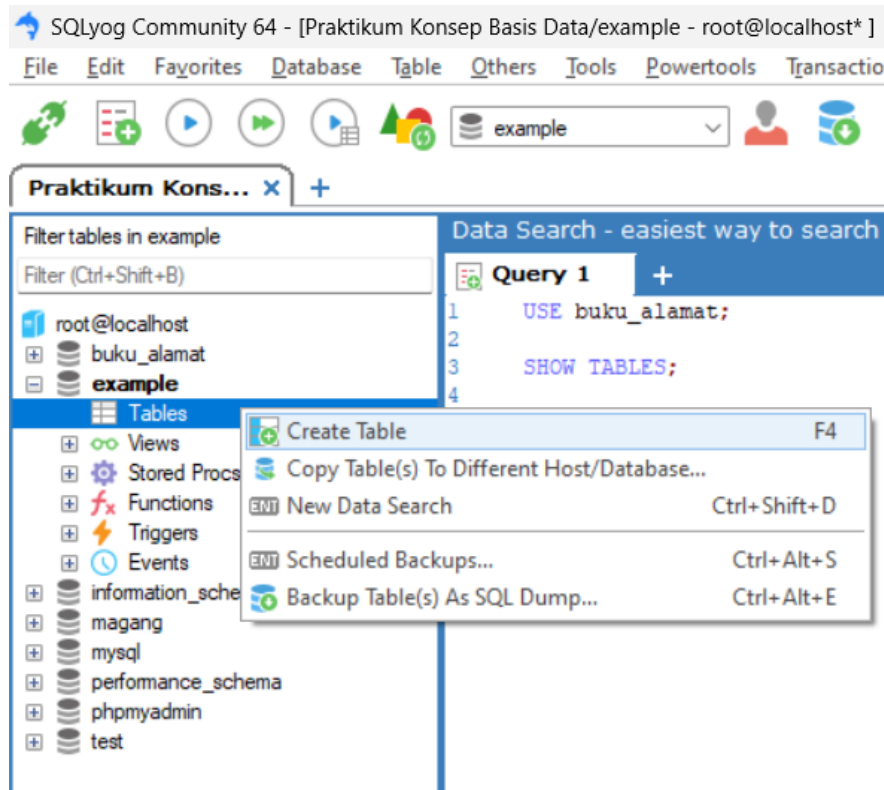 SQLyog Community 64 - [Praktikum Konsep Basis Data/example - root@localhost* ]
File Edit Favorites Database Table Others Tools Powertools Transactio
example
Praktikum Kons... × +
Filter tables in example
Filter (Ctrl+Shift+B)
root@localhost
buku_alamat
example
Tables
Views
Stored Procs
Functions
Triggers
Events
information_sche
magang
mysql
performance_schema
phpmyadmin
test
Data Search - easiest way to search
Query 1 +
1 USE buku_alamat;
2
3 SHOW TABLES;
4
Create Table F4
Copy Table(s) To Different Host/Database...
ENT New Data Search Ctrl+Shift+D
ENT Scheduled Backups... Ctrl+Alt+S
Backup Table(s) As SQL Dump... Ctrl+Alt+E